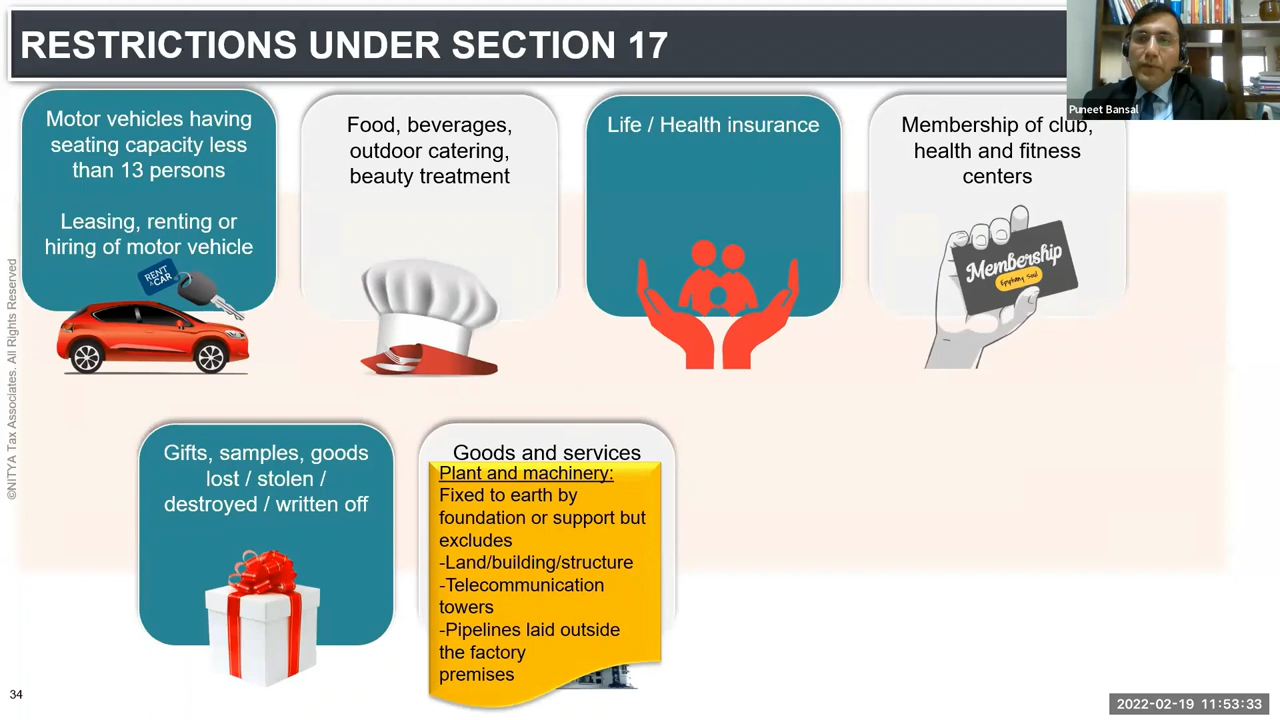 RESTRICTIONS UNDER SECTION 17
Puneet Bansal
Motor vehicles having
seating capacity less
than 13 persons
Leasing, renting or
hiring of motor vehicle
RENT
A CAR
Food, beverages,
outdoor catering,
beauty treatment
Life / Health insurance
Membership of club,
health and fitness
centers
Membership
Epiphany Soul
Gifts, samples, goods
lost / stolen /
destroyed / written off
Goods and services
Plant and machinery:
Fixed to earth by
foundation or support but
excludes
-Land/building/structure
-Telecommunication
towers
-Pipelines laid outside
the factory
premises
©NITYA Tax Associates. All Rights Reserved
34
2022-02-19 11:53:33